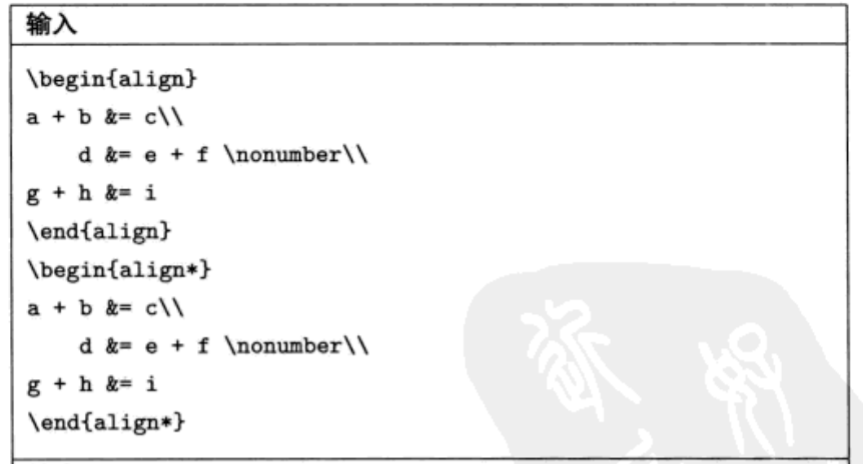 输入
\begin{align}
a + b &= c\\
    d &= e + f \nonumber\\
g + h &= i
\end{align}
\begin{align*}
a + b &= c\\
    d &= e + f \nonumber\\
g + h &= i
\end{align*}